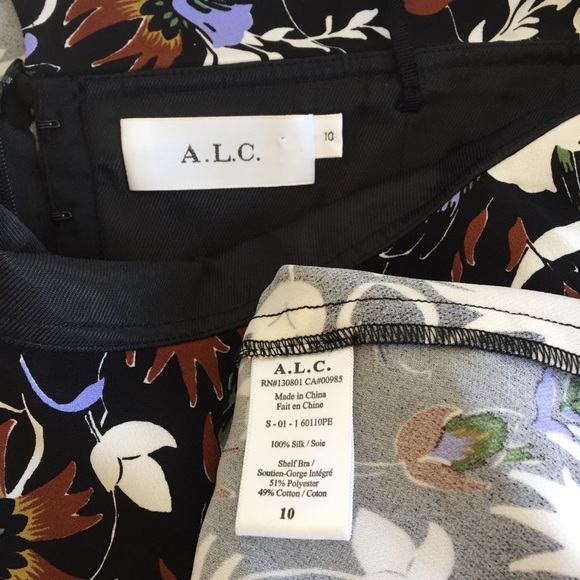 A.L.C.
10
A.L.C.
RN#130801 CA#00985
Made in China
Fait en Chine
S - 01 - 1 60110PE
100% Silk / Soie
Shelf Bra /
Soutien-Gorge Intégré
51% Polyester
49% Cotton / Coton
10